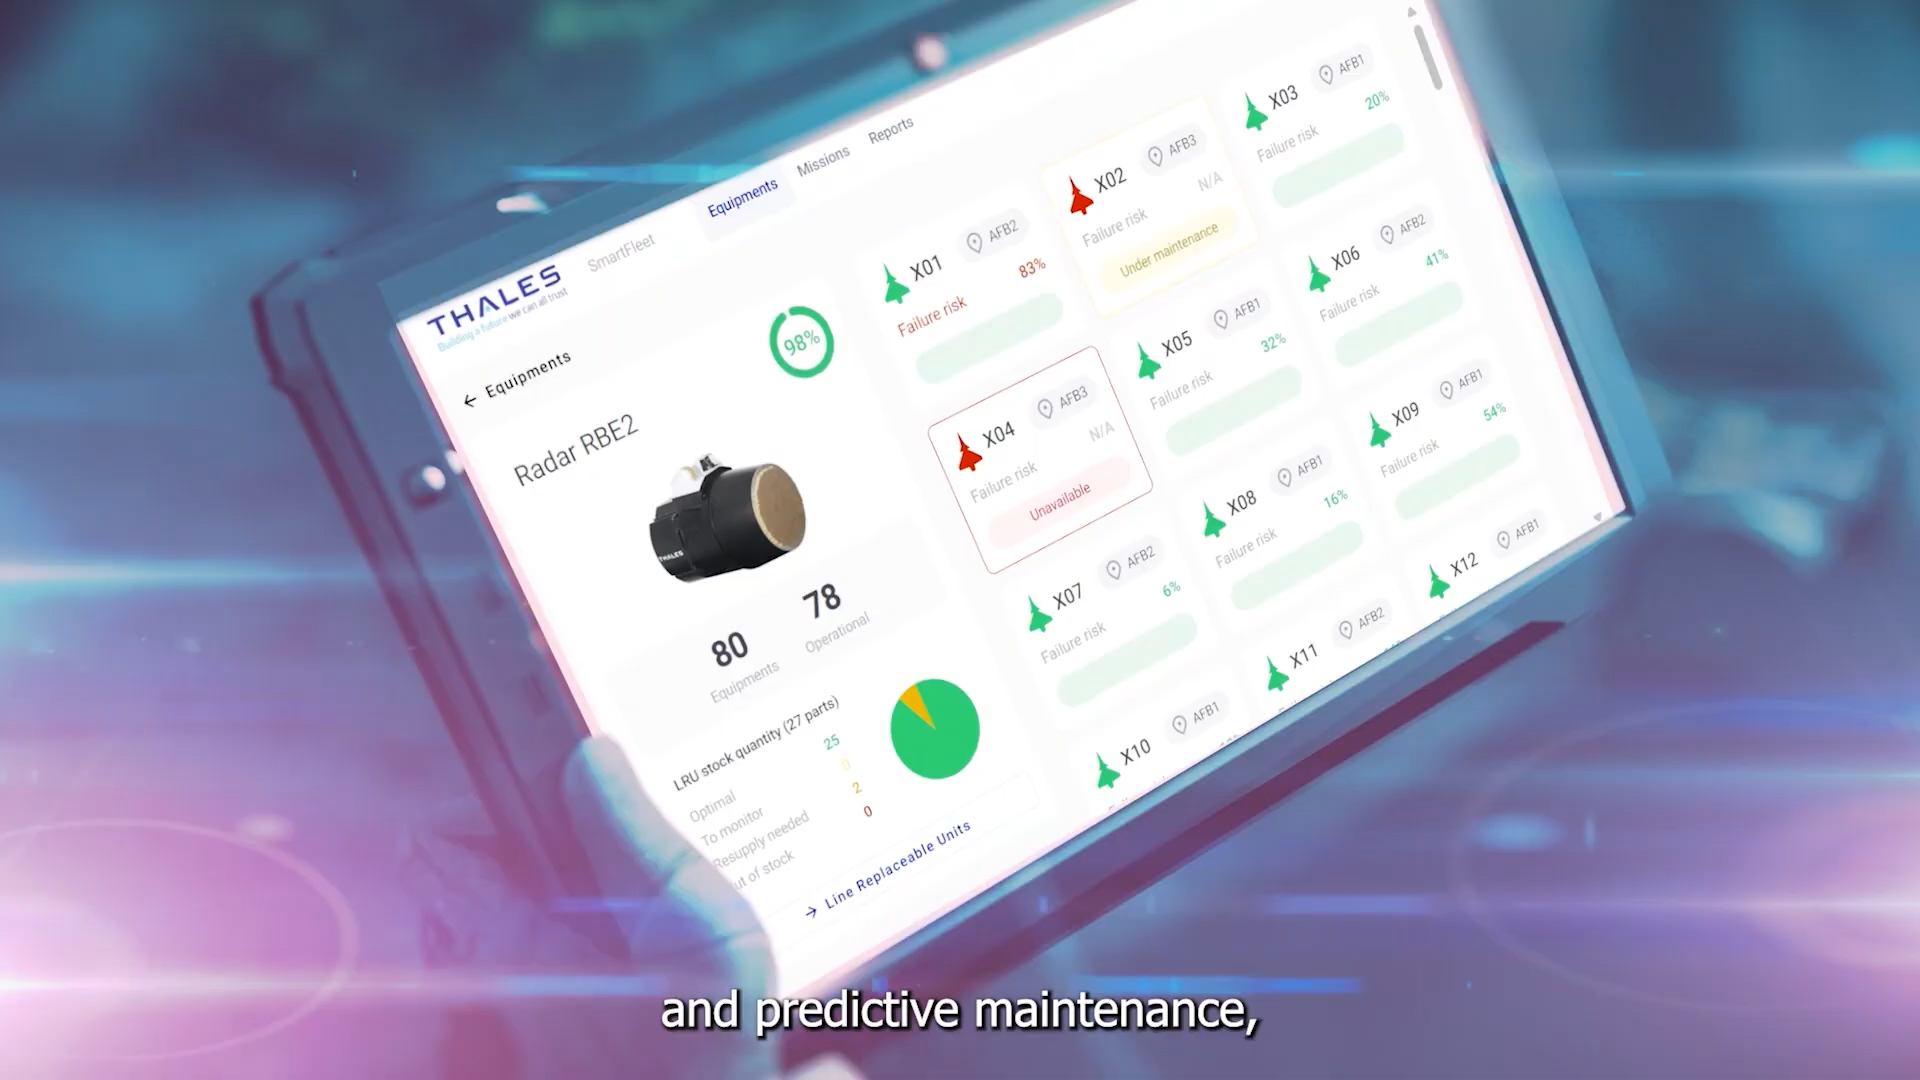 THALES
Building a future we can all trust
SmartFleet
Equipments
Missions
Reports
← Equipments
98%
Radar RBE2
THALES
80
Equipments
78
Operational
LRU stock quantity (27 parts)
Optimal 25
To monitor 0
Resupply needed 2
ut of stock 0
→ Line Replaceable Units
X01 AFB2
Failure risk 83%
X02 AFB3
Failure risk N/A
Under maintenance
X03 AFB1
Failure risk 20%
X04 AFB3
Failure risk N/A
Unavailable
X05 AFB1
Failure risk 32%
X06 AFB2
Failure risk 41%
X07 AFB2
Failure risk 6%
X08 AFB1
Failure risk 16%
X09 AFB1
Failure risk 54%
X10 AFB1
X11 AFB2
X12 AFB1
and predictive maintenance,